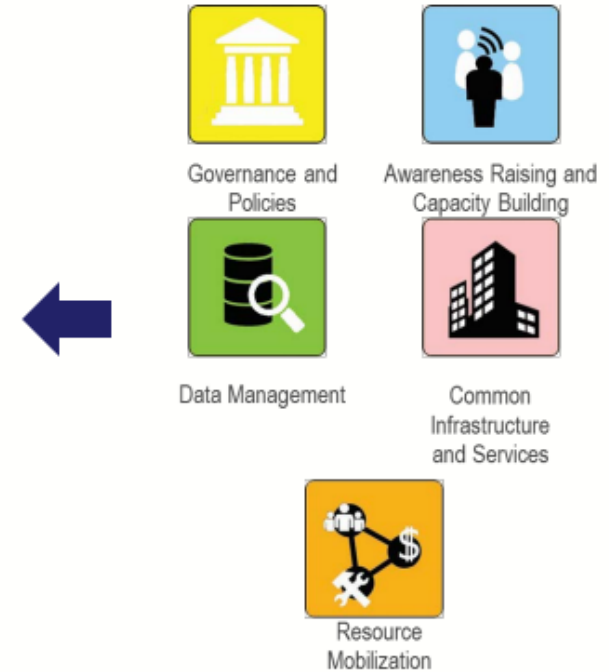 Governance and
Policies
Awareness Raising and
Capacity Building
Data Management
Common
Infrastructure
and Services
$
Resource
Mobilization